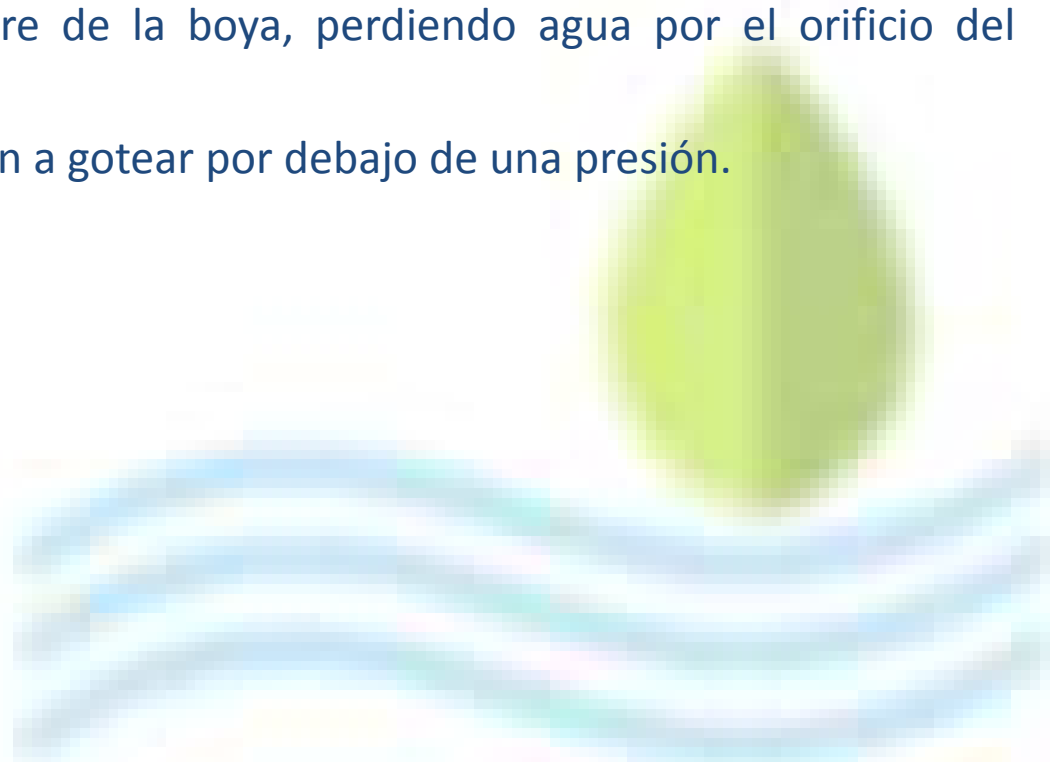 re de la boya, perdiendo agua por el orificio del
n a gotear por debajo de una presión.